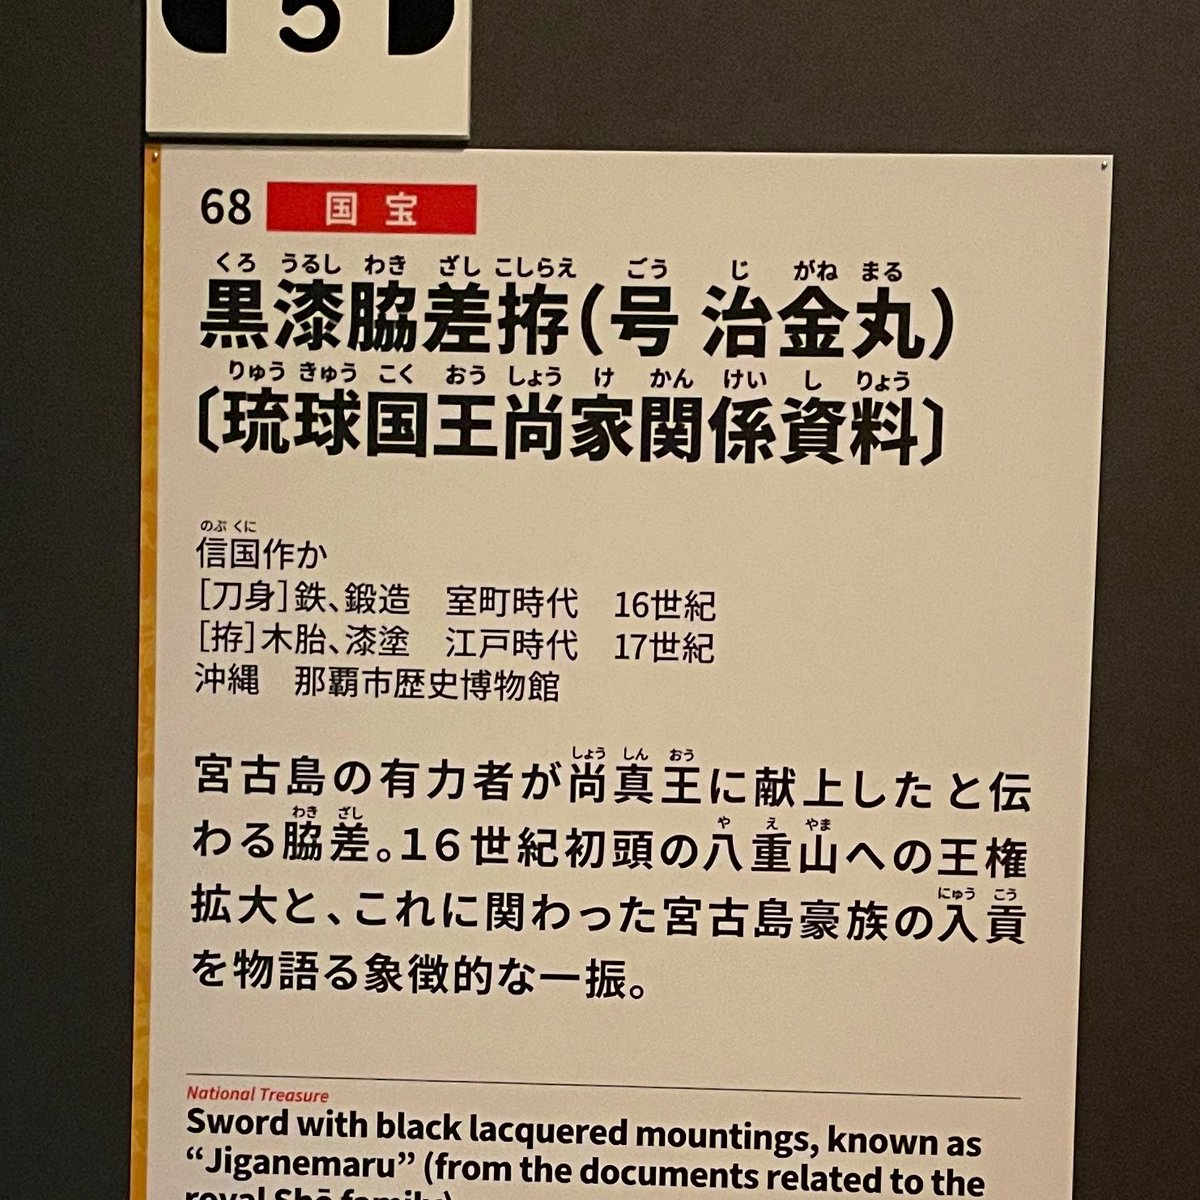 5
68 国宝
くろ うるし わき ざし こしらえ ごう じ がね まる
黒漆脇差拵(号 治金丸)
りゅう きゅう こく おう しょう け かん けい し りょう
〔琉球国王尚家関係資料〕
のぶ くに
信国作か
[刀身]鉄、鍛造 室町時代 16世紀
[拵]木胎、漆塗 江戸時代 17世紀
沖縄 那覇市歴史博物館
しょう しん おう
宮古島の有力者が尚真王に献上したと伝
わき ざし や え やま
わる脇差。16世紀初頭の八重山への王権
にゅう こう
拡大と、これに関わった宮古島豪族の入貢
を物語る象徴的な一振。
National Treasure
Sword with black lacquered mountings, known as
“Jiganemaru” (from the documents related to the
royal Shō family)